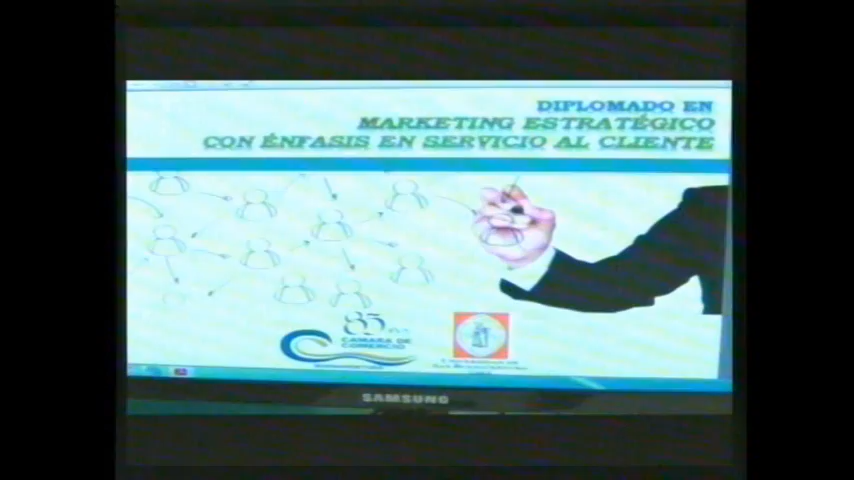 DIPLOMADO EN
MARKETING ESTRATÉGICO
CON ÉNFASIS EN SERVICIO AL CLIENTE
85
CAMARA DE
COMERCIO
SAMSUNG